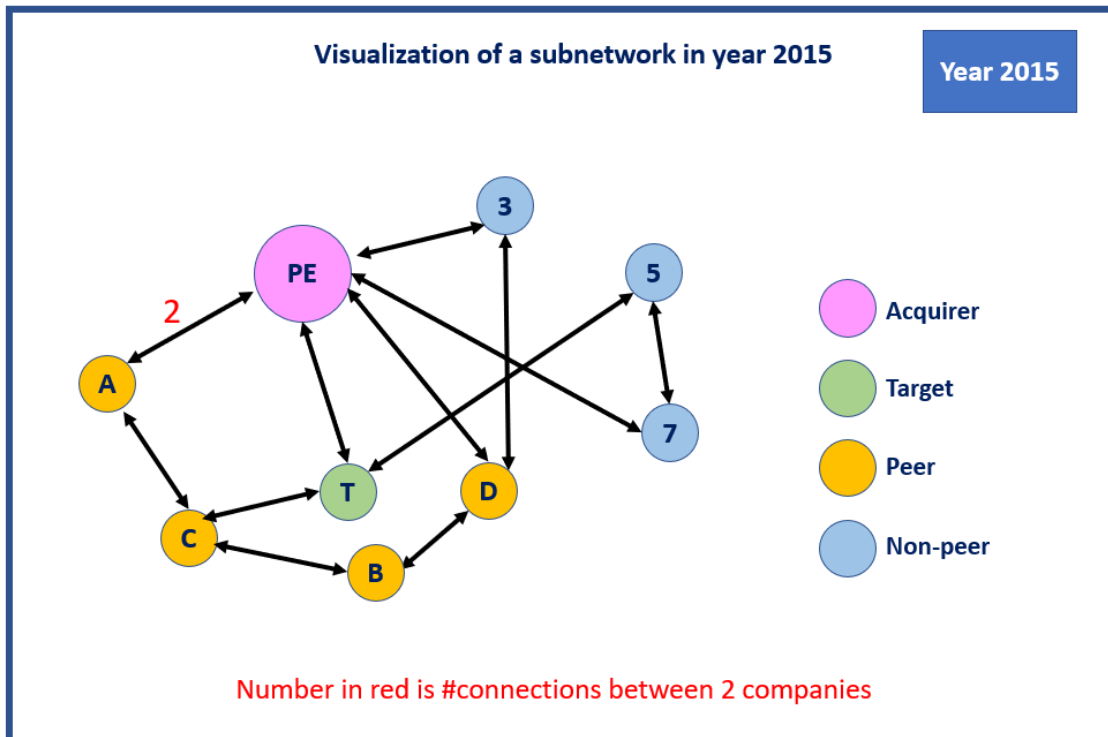 Visualization of a subnetwork in year 2015
Year 2015
3
PE
5
2
Acquirer
A
Target
7
T
D
Peer
C
B
Non-peer
Number in red is #connections between 2 companies